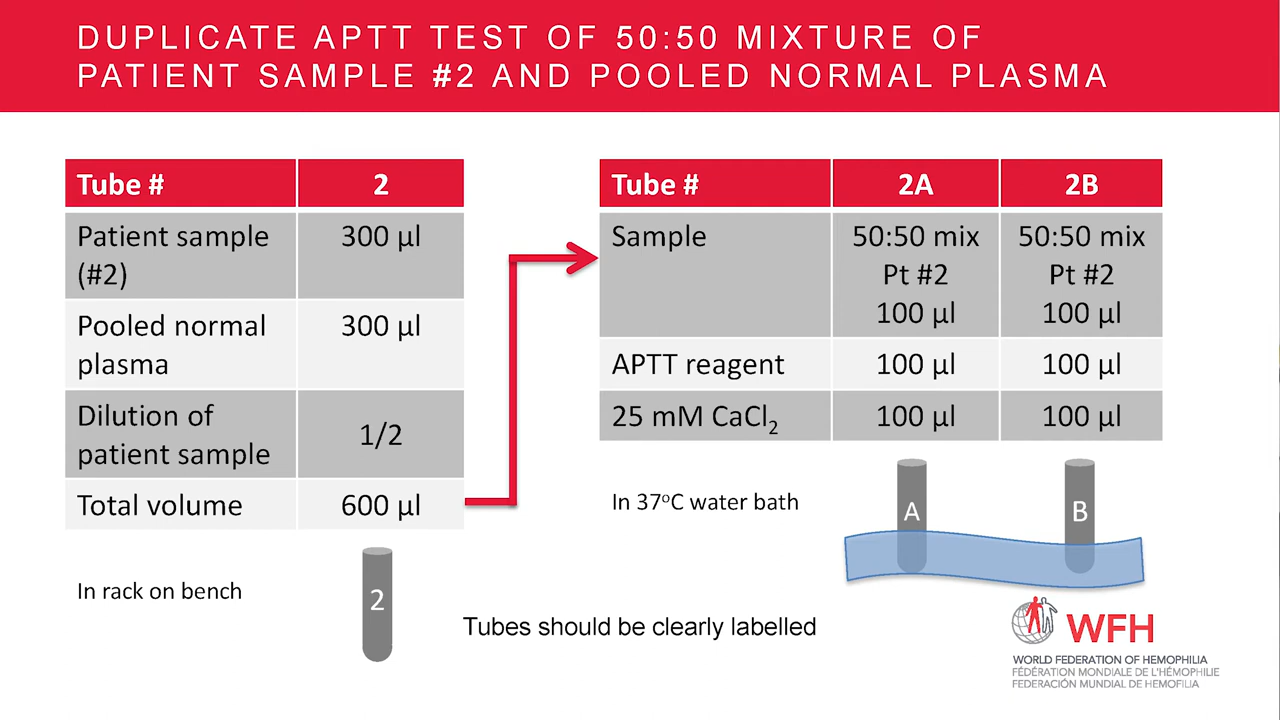 DUPLICATE APTT TEST OF 50:50 MIXTURE OF
PATIENT SAMPLE #2 AND POOLED NORMAL PLASMA
Tube # 2
Patient sample 300 µl
(#2)
Pooled normal 300 µl
plasma
Dilution of
patient sample 1/2
Total volume 600 µl
In rack on bench
2
Tube # 2A 2B
Sample 50:50 mix 50:50 mix
Pt #2 Pt #2
100 µl 100 µl
APTT reagent 100 µl 100 µl
25 mM CaCl₂ 100 µl 100 µl
In 37°C water bath
A B
Tubes should be clearly labelled
WFH
WORLD FEDERATION OF HEMOPHILIA
FÉDÉRATION MONDIALE DE L'HÉMOPHILIE
FEDERACIÓN MUNDIAL DE HEMOFILIA